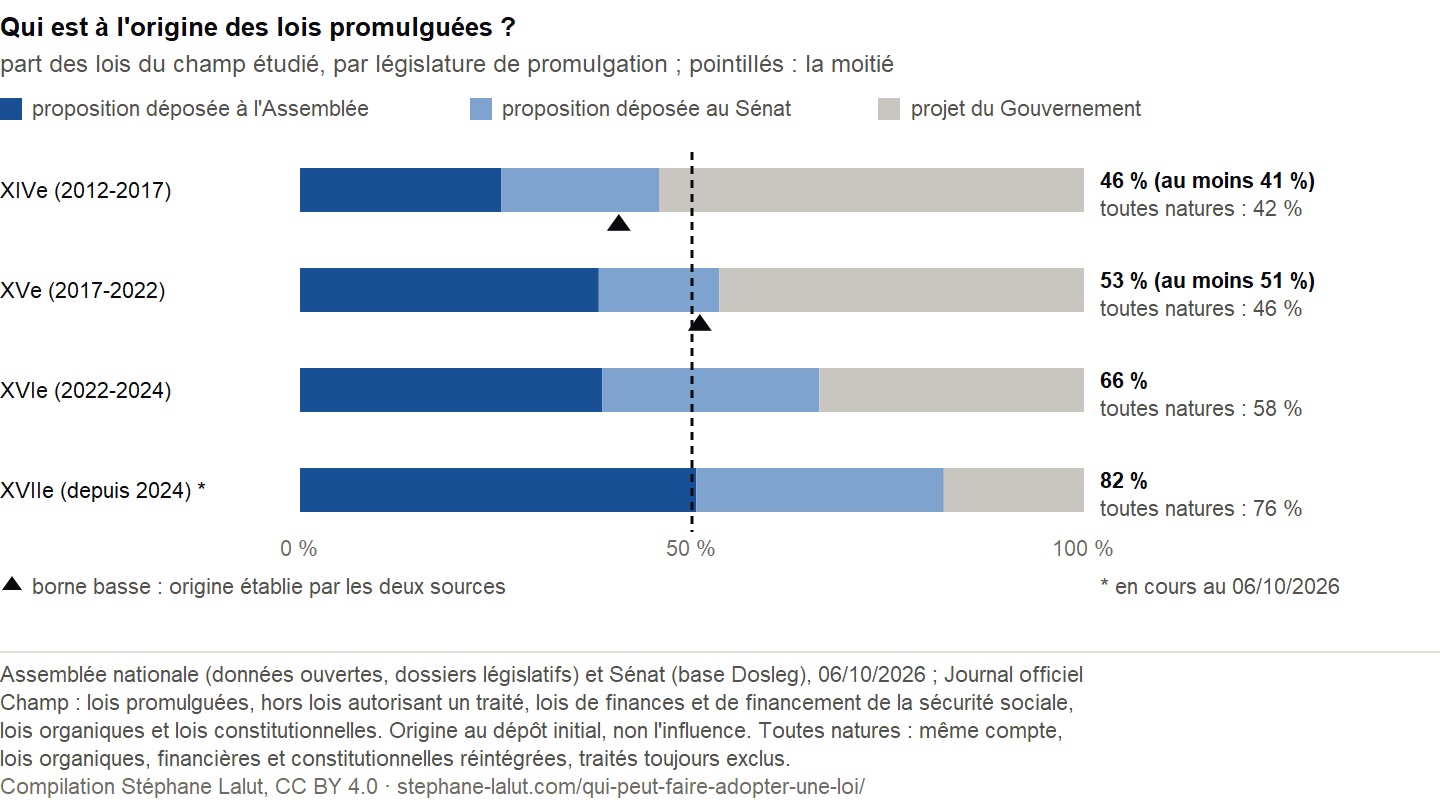 Qui est à l'origine des lois promulguées ?
part des lois du champ étudié, par législature de promulgation ; pointillés : la moitié
proposition déposée à l'Assemblée
proposition déposée au Sénat
projet du Gouvernement
XIVe (2012-2017)
46 % (au moins 41 %)
toutes natures : 42 %
XVe (2017-2022)
53 % (au moins 51 %)
toutes natures : 46 %
XVIe (2022-2024)
66 %
toutes natures : 58 %
XVIIe (depuis 2024) *
82 %
toutes natures : 76 %
0 %
50 %
100 %
borne basse : origine établie par les deux sources
* en cours au 06/10/2026
Assemblée nationale (données ouvertes, dossiers législatifs) et Sénat (base Dosleg), 06/10/2026 ; Journal officiel
Champ : lois promulguées, hors lois autorisant un traité, lois de finances et de financement de la sécurité sociale,
lois organiques et lois constitutionnelles. Origine au dépôt initial, non l'influence. Toutes natures : même compte,
lois organiques, financières et constitutionnelles réintégrées, traités toujours exclus.
Compilation Stéphane Lalut, CC BY 4.0 · stephane-lalut.com/qui-peut-faire-adopter-une-loi/